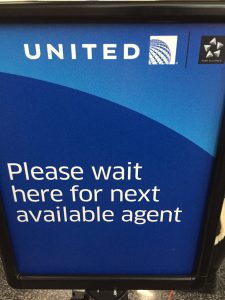 UNITED
Please wait
here for next
available agent